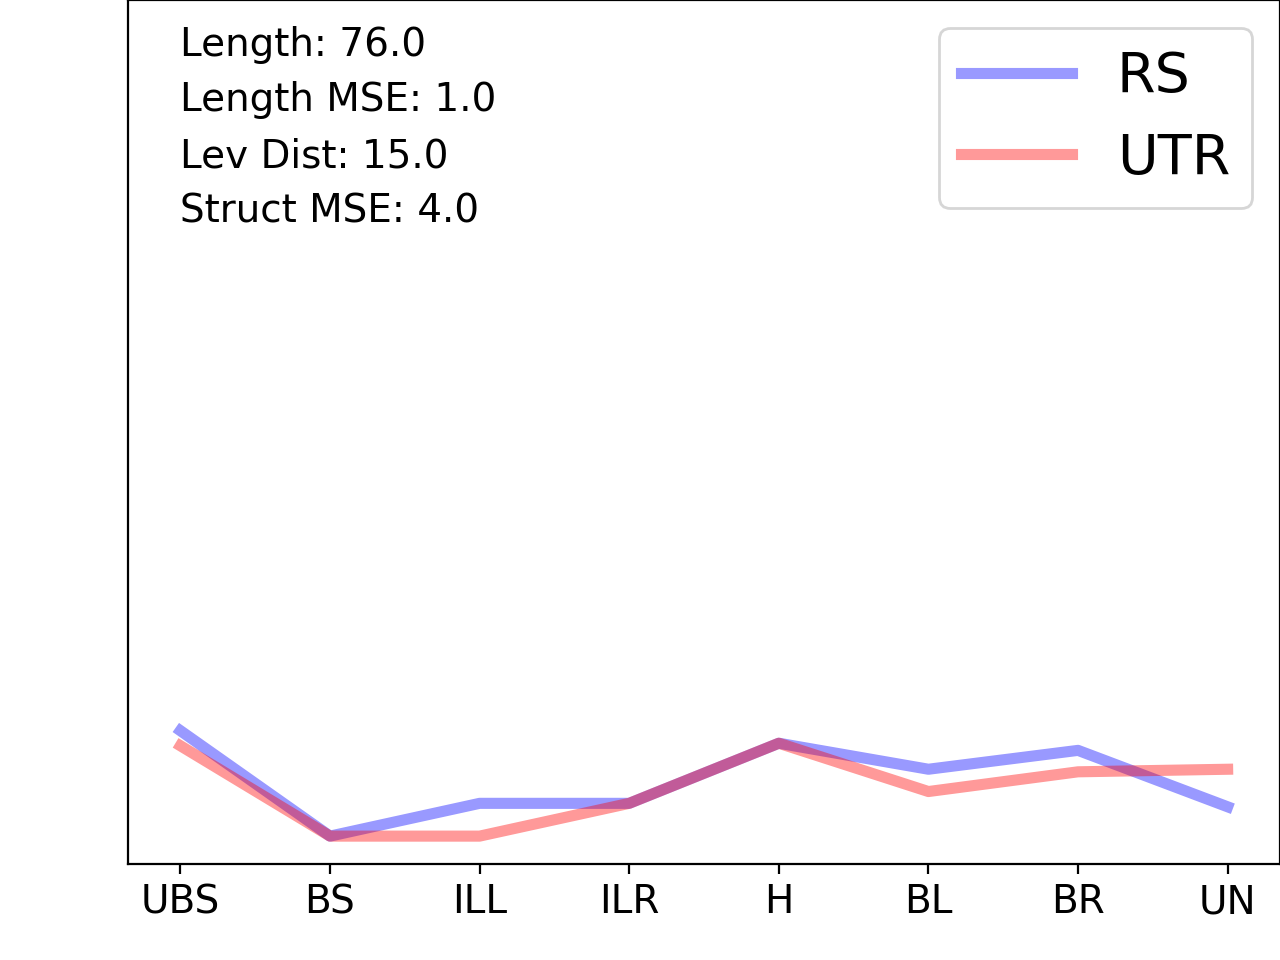 Length: 76.0
Length MSE: 1.0
Lev Dist: 15.0
Struct MSE: 4.0
RS
UTR
UBS BS ILL ILR H BL BR UN